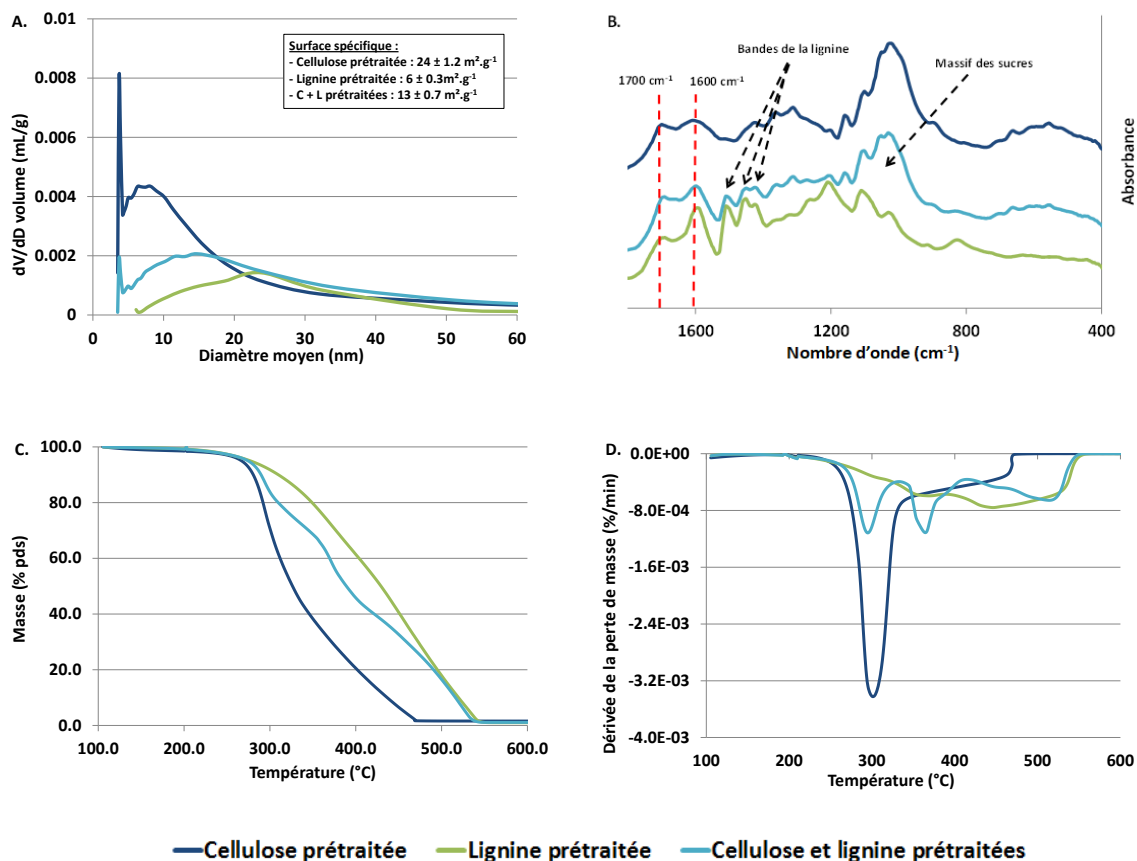 A.
0.01
0.008
0.006
0.004
0.002
0
dV/dD volume (mL/g)
Surface spécifique :
- Cellulose prétraitée : 24 ± 1.2 m².g⁻¹
- Lignine prétraitée : 6 ± 0.3m².g⁻¹
- C + L prétraitées : 13 ± 0.7 m².g⁻¹
0 10 20 30 40 50 60
Diamètre moyen (nm)
B.
Bandes de la lignine
1700 cm⁻¹ 1600 cm⁻¹
Massif des sucres
Absorbance
1600 1200 800 400
Nombre d’onde (cm⁻¹)
C.
100.0
80.0
60.0
40.0
20.0
0.0
Masse (% pds)
100.0 200.0 300.0 400.0 500.0 600.0
Température (°C)
D.
0.0E+00
-8.0E-04
-1.6E-03
-2.4E-03
-3.2E-03
-4.0E-03
Dérivée de la perte de masse (%/min)
100 200 300 400 500 600
Température (°C)
Cellulose prétraitée Lignine prétraitée Cellulose et lignine prétraitées